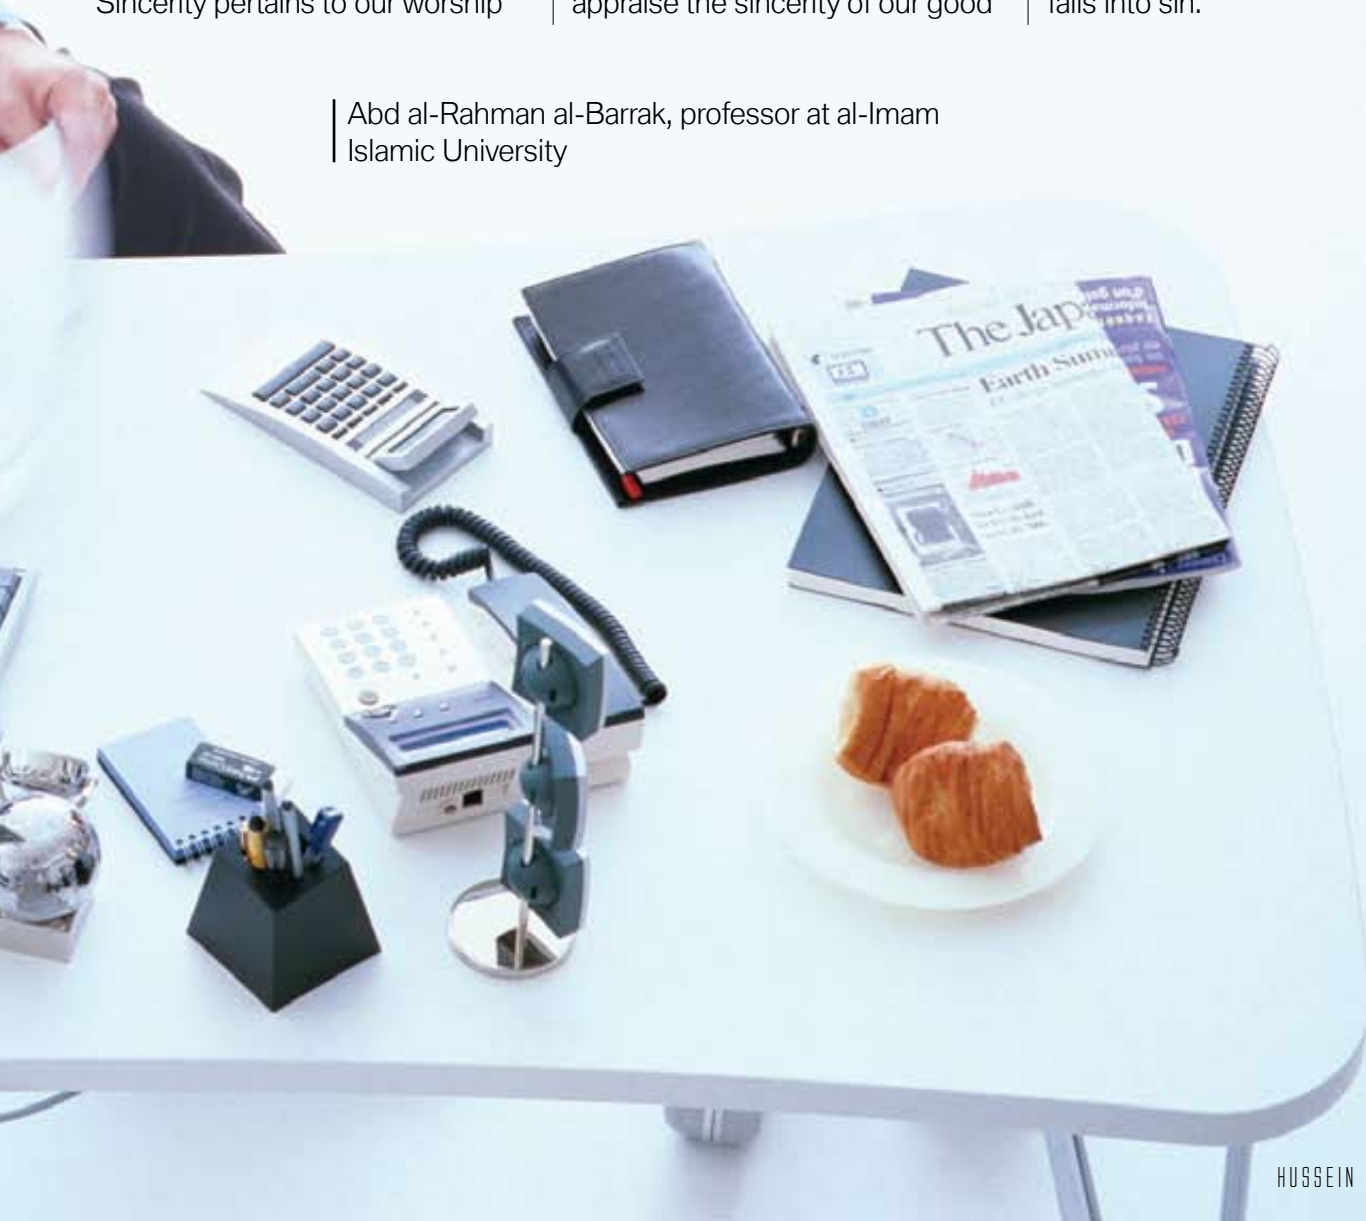 Sincerity pertains to our worship
appraise the sincerity of our good
falls into sin.
Abd al-Rahman al-Barrak, professor at al-Imam
Islamic University
The Jap
Earth Sum
HUSSEIN